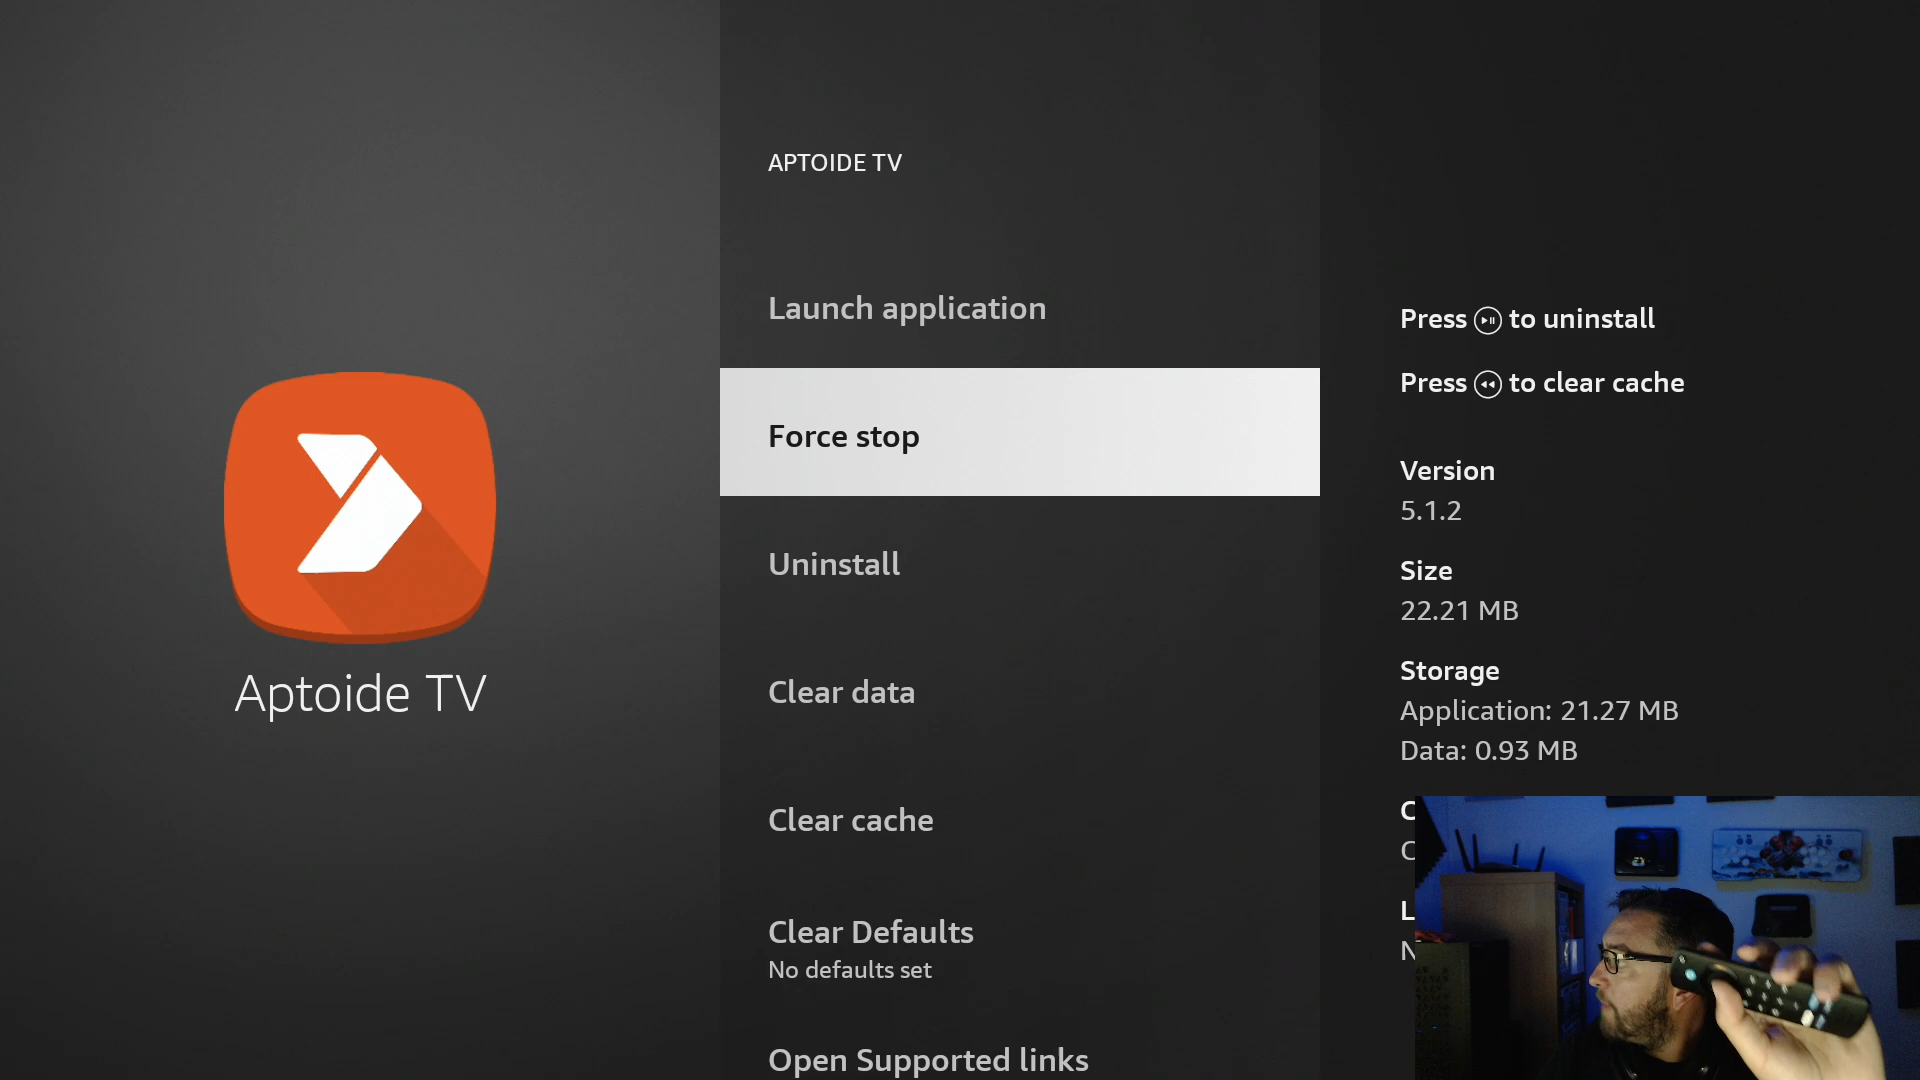 APTOIDE TV
Launch application
Force stop
Uninstall
Clear data
Clear cache
Clear Defaults
No defaults set
Open Supported links
Aptoide TV
Press to uninstall
Press to clear cache
Version
5.1.2
Size
22.21 MB
Storage
Application: 21.27 MB
Data: 0.93 MB